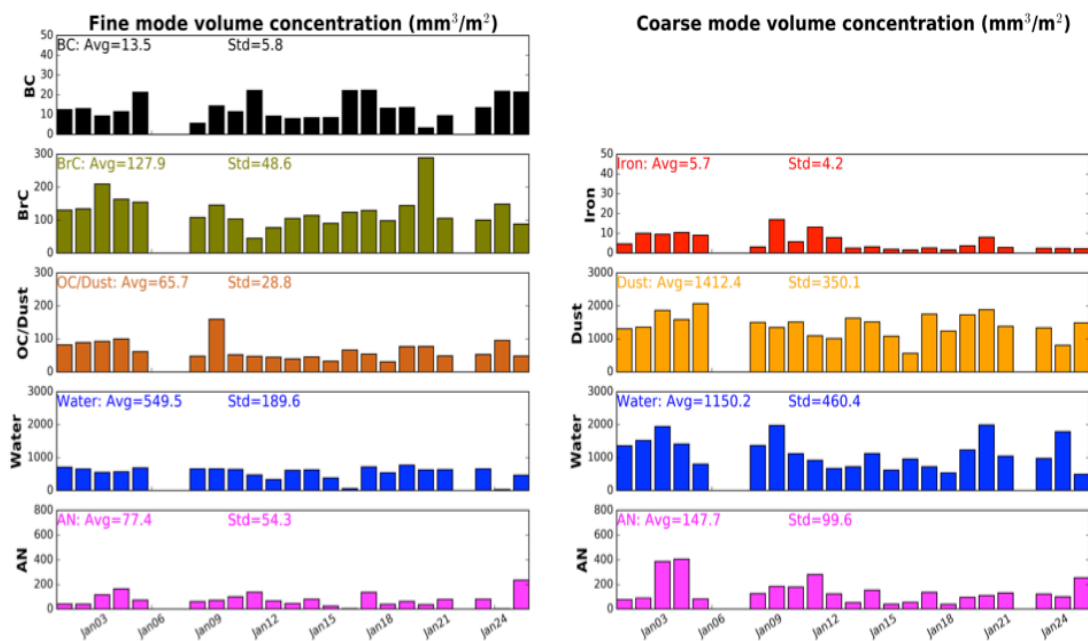 Fine mode volume concentration (mm³/m²)
BC: Avg=13.5 Std=5.8
BC
50
40
30
20
10
0
BrC: Avg=127.9 Std=48.6
BrC
300
200
100
0
OC/Dust: Avg=65.7 Std=28.8
OC/Dust
300
200
100
0
Water: Avg=549.5 Std=189.6
Water
3000
2000
1000
0
AN: Avg=77.4 Std=54.3
AN
800
600
400
200
0
Jan03 Jan06 Jan09 Jan12 Jan15 Jan18 Jan21 Jan24
Coarse mode volume concentration (mm³/m²)
Iron: Avg=5.7 Std=4.2
Iron
50
40
30
20
10
0
Dust: Avg=1412.4 Std=350.1
Dust
3000
2000
1000
0
Water: Avg=1150.2 Std=460.4
Water
3000
2000
1000
0
AN: Avg=147.7 Std=99.6
AN
800
600
400
200
0
Jan03 Jan06 Jan09 Jan12 Jan15 Jan18 Jan21 Jan24